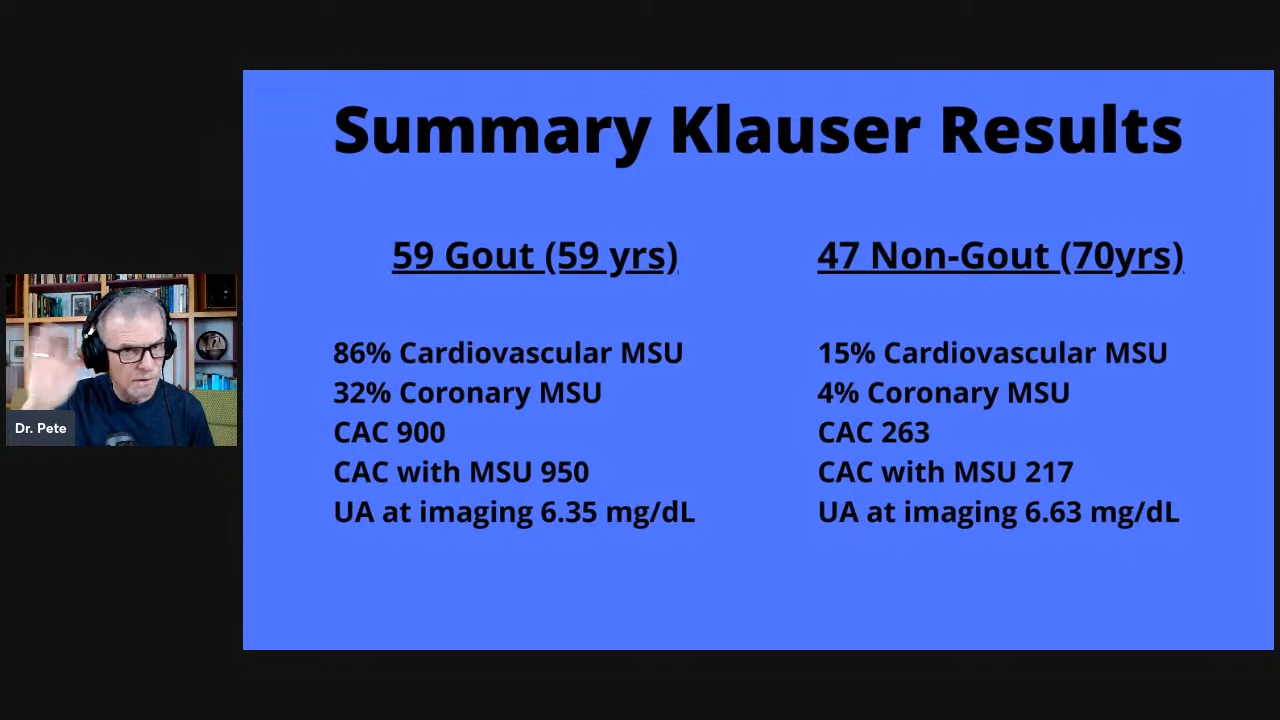 Summary Klauser Results
59 Gout (59 yrs)
86% Cardiovascular MSU
32% Coronary MSU
CAC 900
CAC with MSU 950
UA at imaging 6.35 mg/dL
47 Non-Gout (70yrs)
15% Cardiovascular MSU
4% Coronary MSU
CAC 263
CAC with MSU 217
UA at imaging 6.63 mg/dL
Dr. Pete